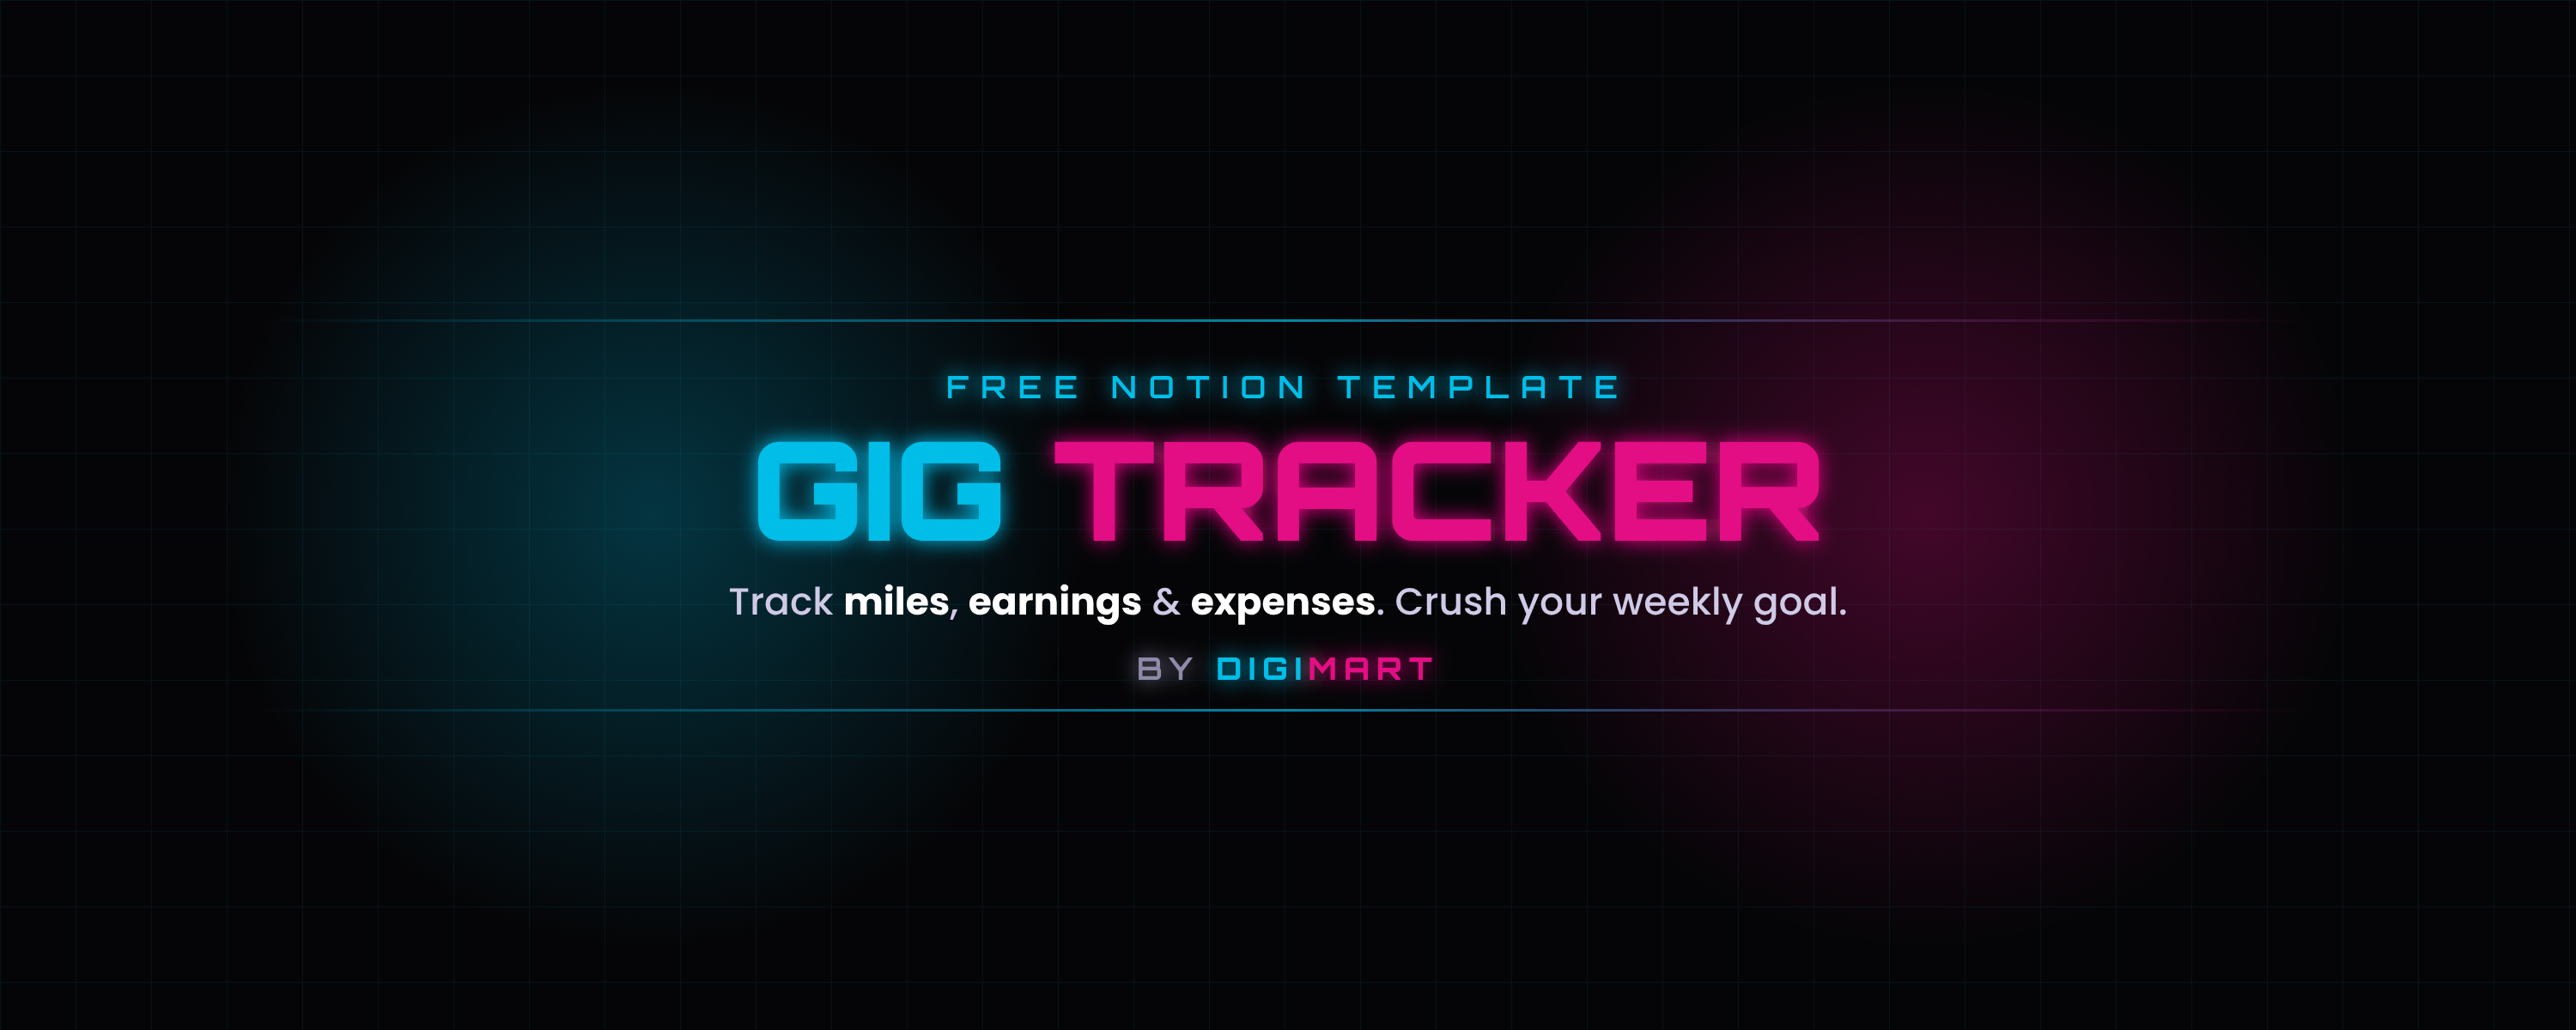 FREE NOTION TEMPLATE
GIG TRACKER
Track miles, earnings & expenses. Crush your weekly goal.
BY DIGIMART